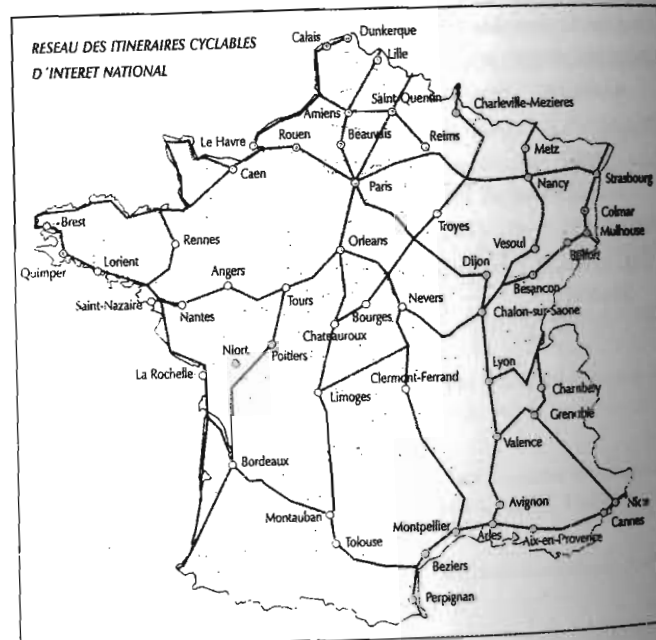 RESEAU DES ITINERAIRES CYCLABLES
D'INTERET NATIONAL
Calais
Dunkerque
Lille
Amiens
Saint-Quentin
Charleville-Mezieres
Le Havre
Rouen
Beauvais
Reims
Metz
Caen
Paris
Nancy
Strasbourg
Brest
Rennes
Troyes
Colmar
Quimper
Lorient
Orleans
Vesoul
Mulhouse
Belfort
Angers
Dijon
Besancon
Saint-Nazaire
Nantes
Tours
Bourges
Nevers
Chalon-sur-Saone
Chateauroux
Niort
Poitiers
La Rochelle
Lyon
Clermont-Ferrand
Chambery
Limoges
Grenoble
Valence
Bordeaux
Avignon
Nice
Montauban
Montpellier
Arles
Cannes
Aix-en-Provence
Tolouse
Beziers
Perpignan